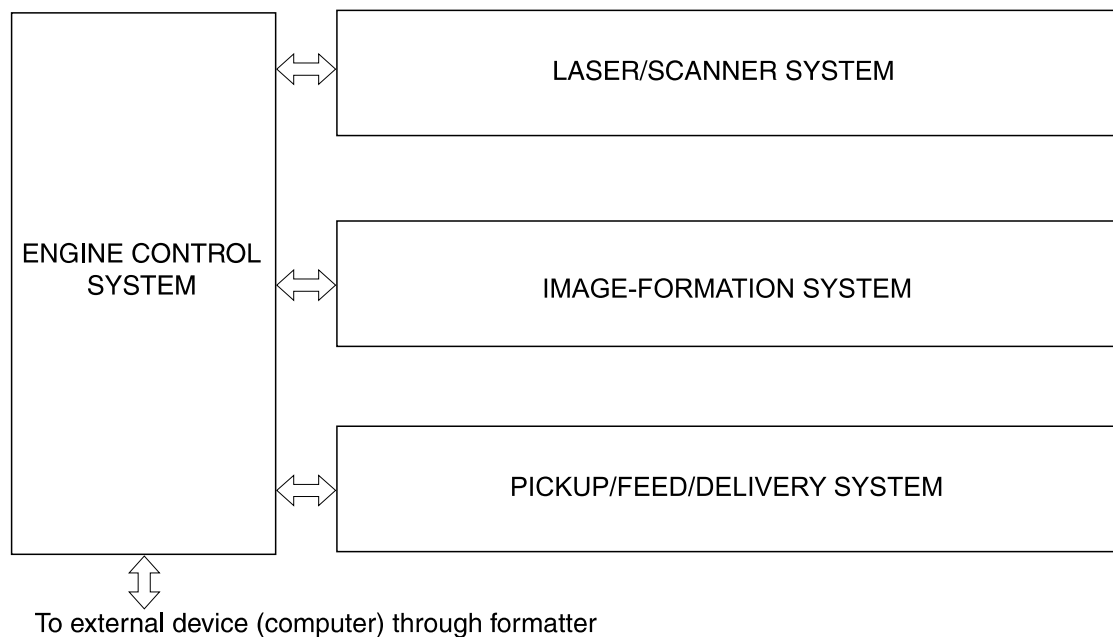 LASER/SCANNER SYSTEM
ENGINE CONTROL
SYSTEM
IMAGE-FORMATION SYSTEM
PICKUP/FEED/DELIVERY SYSTEM
To external device (computer) through formatter